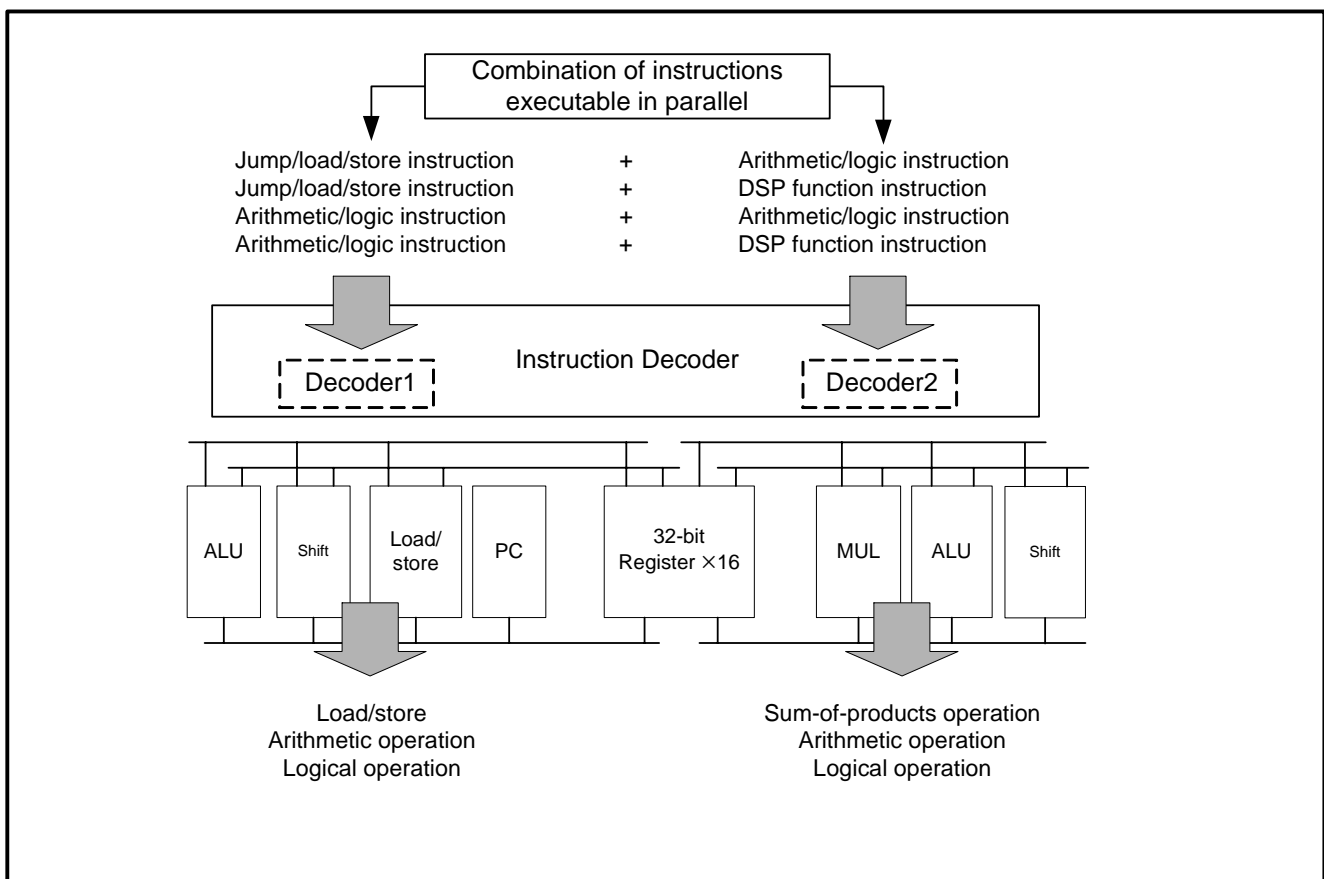 Combination of instructions
executable in parallel
Jump/load/store instruction + Arithmetic/logic instruction
Jump/load/store instruction + DSP function instruction
Arithmetic/logic instruction + Arithmetic/logic instruction
Arithmetic/logic instruction + DSP function instruction
Instruction Decoder
Decoder1
Decoder2
ALU
Shift
Load/
store
PC
32-bit
Register ×16
MUL
ALU
Shift
Load/store
Arithmetic operation
Logical operation
Sum-of-products operation
Arithmetic operation
Logical operation